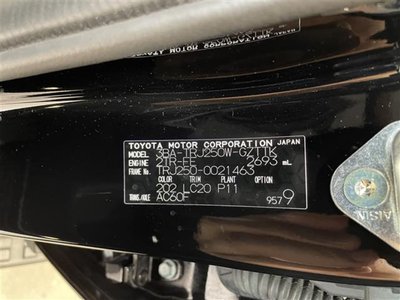 TOYOTA MOTOR CORPORATION JAPAN
MODEL 3BA-TRJ250W-GZTTK
ENGINE 2TR-FE 2693 mL
FRAME No. TRJ250-0021463
COLOR TRIM PLANT OPTION
202 LC20 P11
TRANS./AXLE AC60F
9579
AISIN